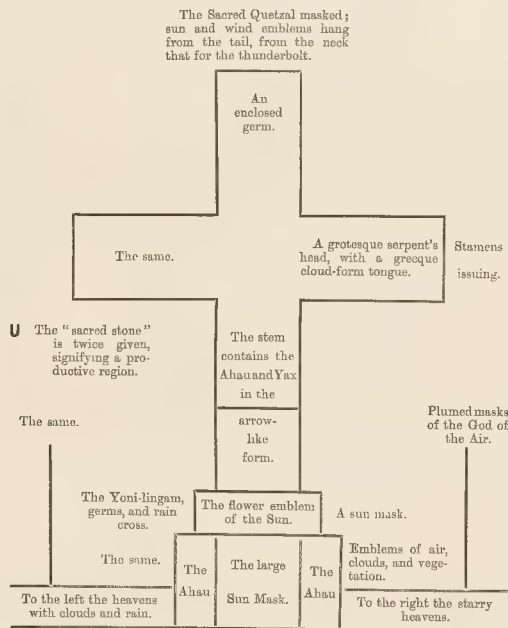 The Sacred Quetzal masked;
sun and wind emblems hang
from the tail, from the neck
that for the thunderbolt.
An
enclosed
germ.
The same.
A grotesque serpent's
head, with a grecque
cloud-form tongue.
Stamens
issuing.
U The "sacred stone"
is twice given,
signifying a pro-
ductive region.
The stem
contains the
Ahau and Yax
in the
arrow-
like
form.
The same.
Plumed masks
of the God of
the Air.
The Yoni-lingam,
germs, and rain
cross.
The flower emblem
of the Sun.
A sun mask.
The same.
The
Ahau
The large
Sun Mask.
The
Ahau
Emblems of air,
clouds, and vege-
tation.
To the left the heavens
with clouds and rain.
To the right the starry
heavens.